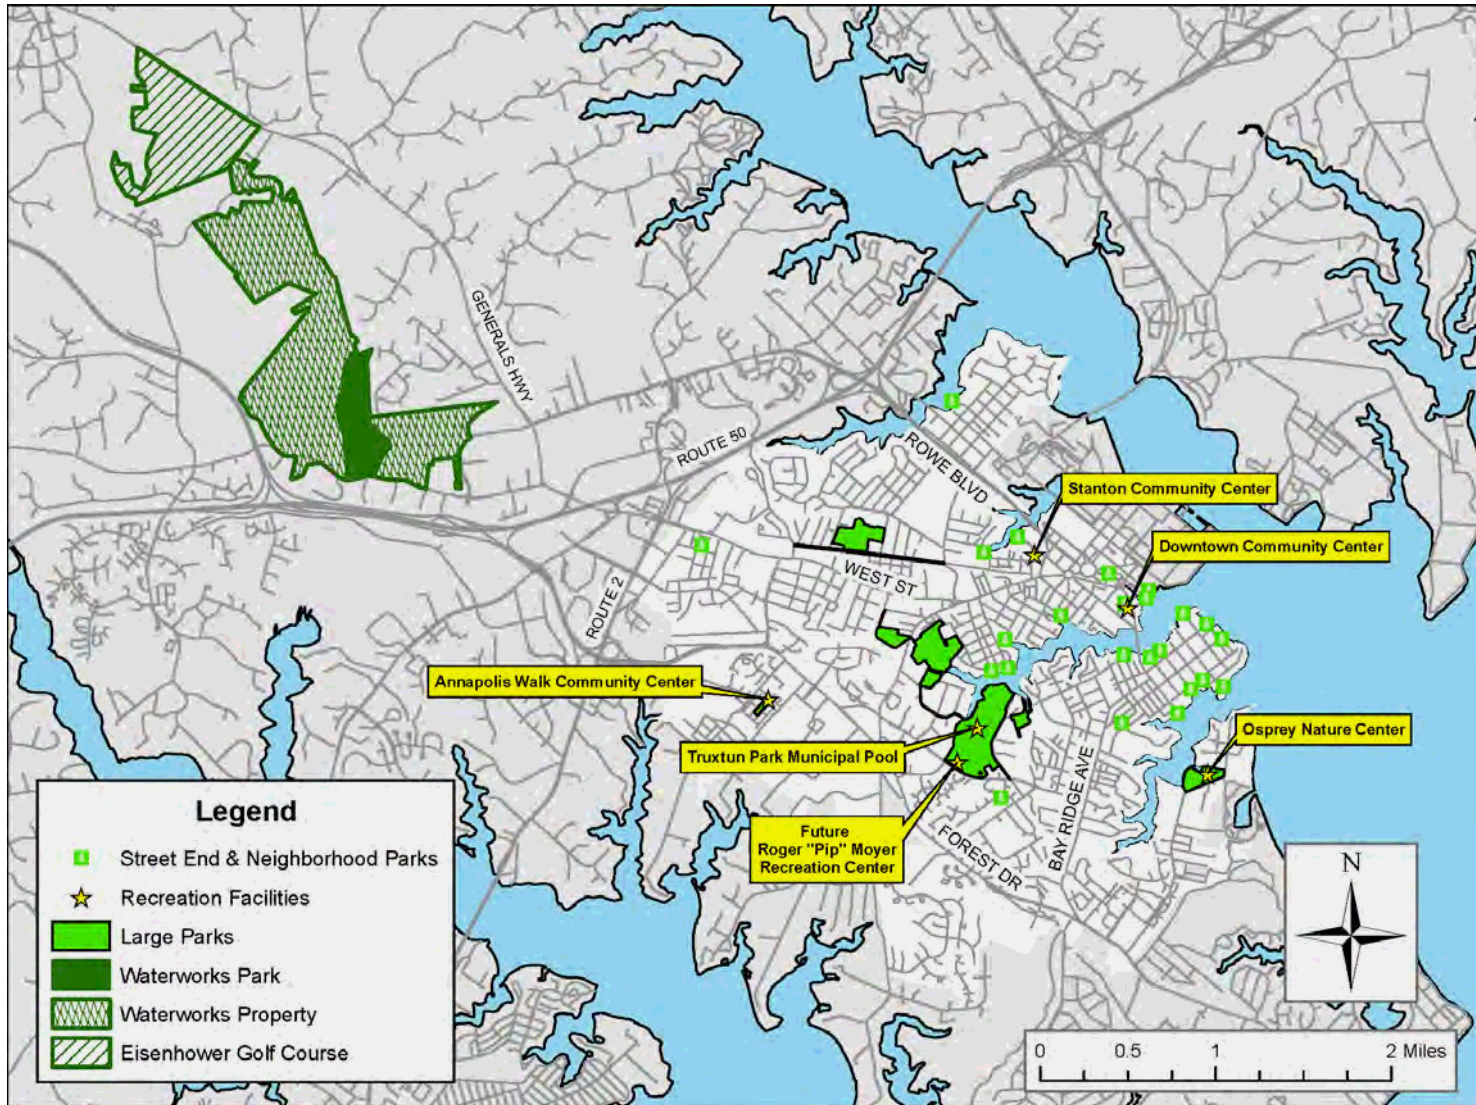 GENERALS HWY
ROUTE 50
ROWE BLVD
Stanton Community Center
Downtown Community Center
WEST ST
ROUTE 2
Annapolis Walk Community Center
Truxtun Park Municipal Pool
Osprey Nature Center
Future
Roger "Pip" Moyer
Recreation Center
FOREST DR
BAY RIDGE AVE
Legend
Street End & Neighborhood Parks
Recreation Facilities
Large Parks
Waterworks Park
Waterworks Property
Eisenhower Golf Course
N
0 0.5 1 2 Miles